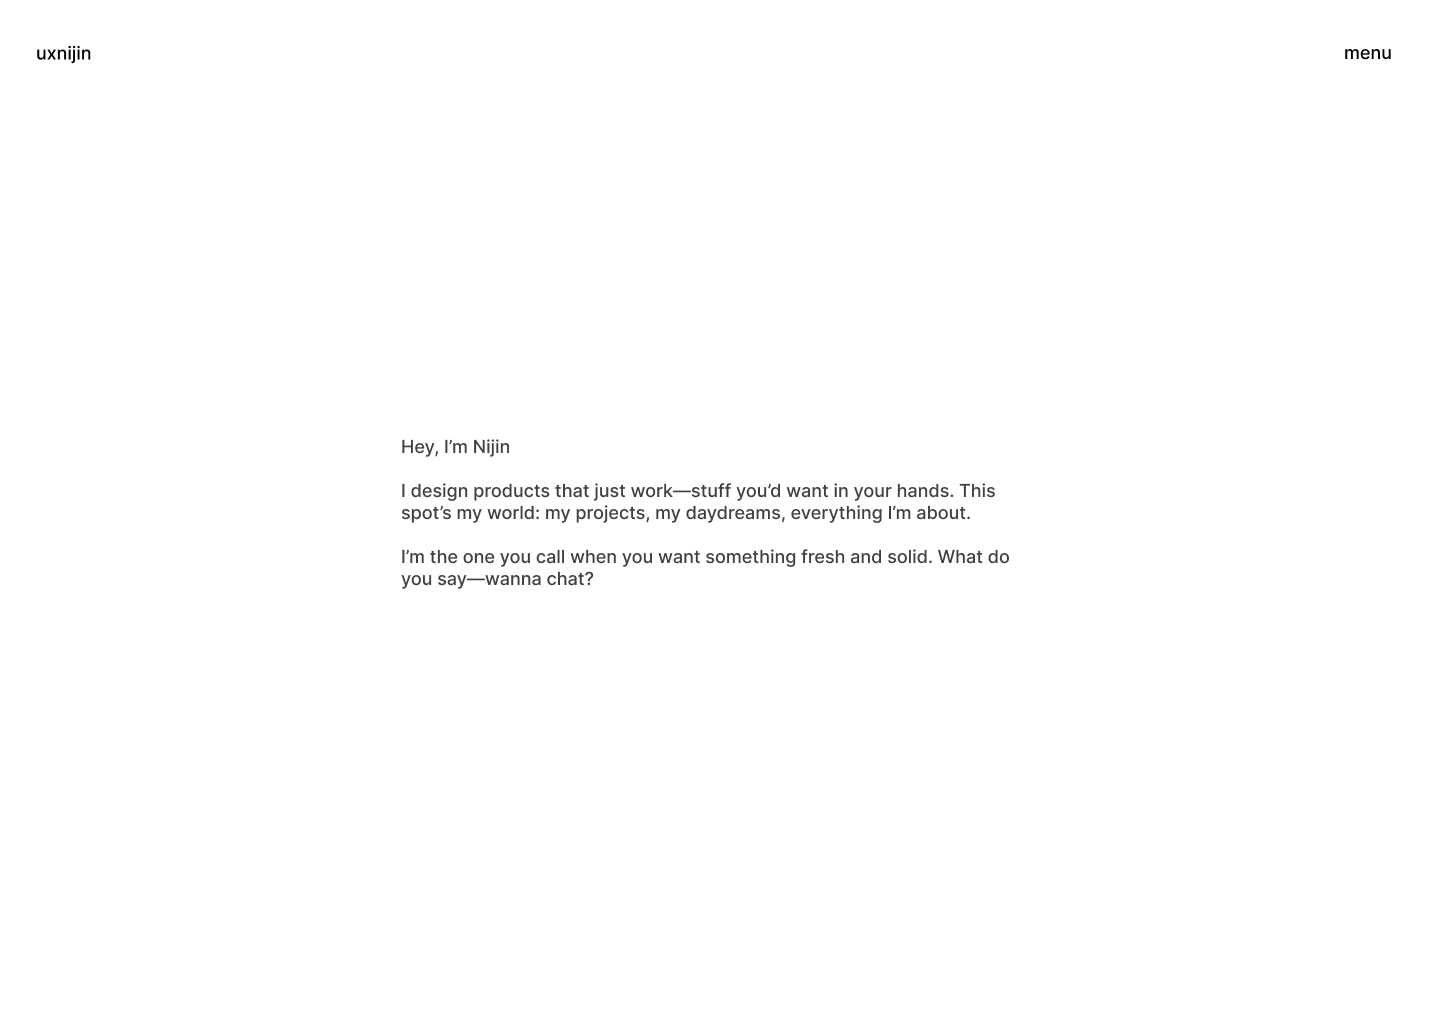 uxnijin
menu
Hey, I’m Nijin
I design products that just work—stuff you’d want in your hands. This
spot’s my world: my projects, my daydreams, everything I’m about.
I’m the one you call when you want something fresh and solid. What do
you say—wanna chat?